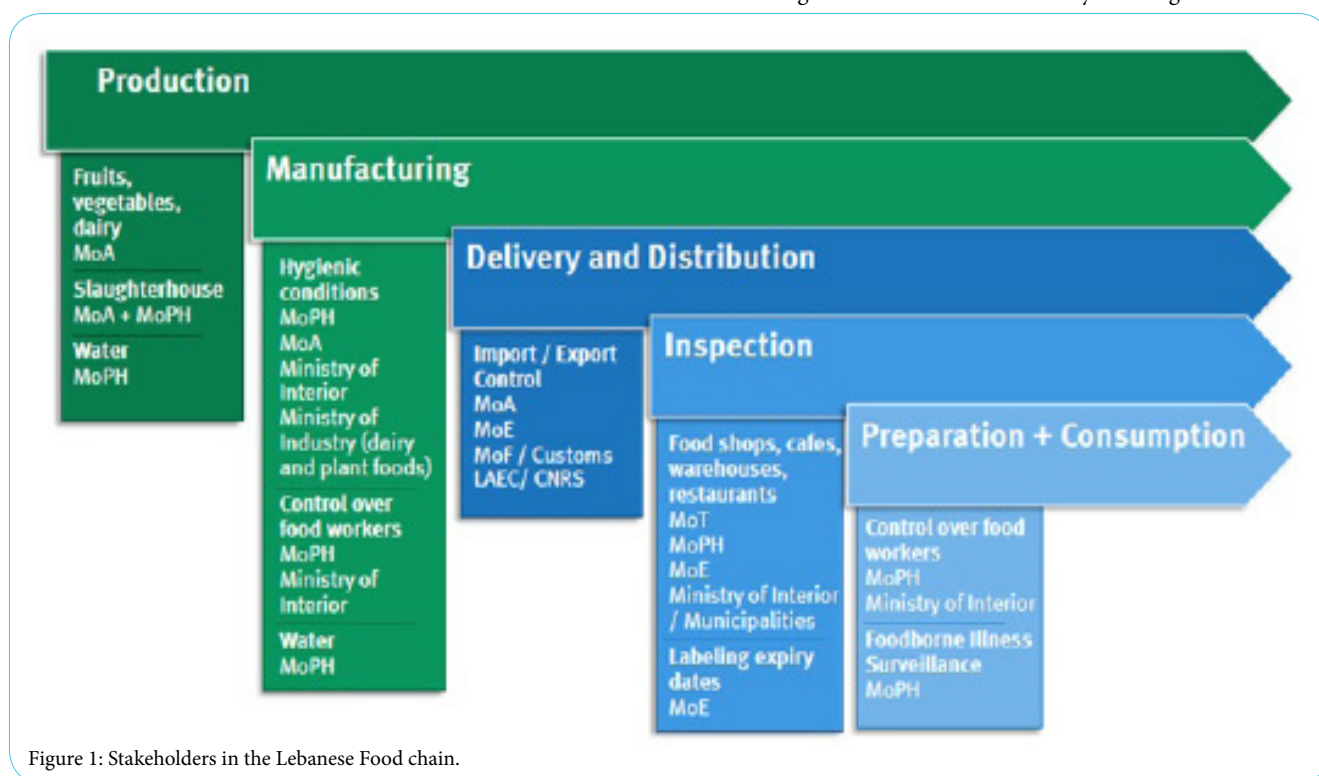 Production
Fruits,
vegetables,
dairy
MoA
Slaughterhouse
MoA + MoPH
Water
MoPH
Manufacturing
Hygienic
conditions
MoPH
MoA
Ministry of
Interior
Ministry of
Industry (dairy
and plant foods)
Control over
food workers
MoPH
Ministry of
Interior
Water
MoPH
Delivery and Distribution
Import / Export
Control
MoA
MoE
MoF / Customs
LAEC/ CNRS
Inspection
Food shops, cafes,
warehouses,
restaurants
MoT
MoPH
MoE
Ministry of Interior
/ Municipalities
Labeling expiry
dates
MoE
Preparation + Consumption
Control over food
workers
MoPH
Ministry of Interior
Foodborne Illness
Surveillance
MoPH
Figure 1: Stakeholders in the Lebanese Food chain.